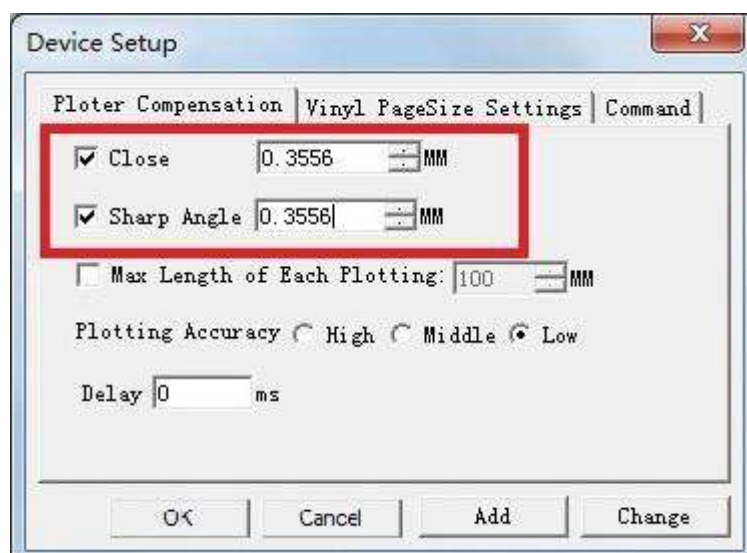 Device Setup
Ploter Compensation Vinyl PageSize Settings Command
Close 0.3556 MM
Sharp Angle 0.3556 MM
Max Length of Each Plotting: 100 MM
Plotting Accuracy High Middle Low
Delay 0 ms
OK Cancel Add Change